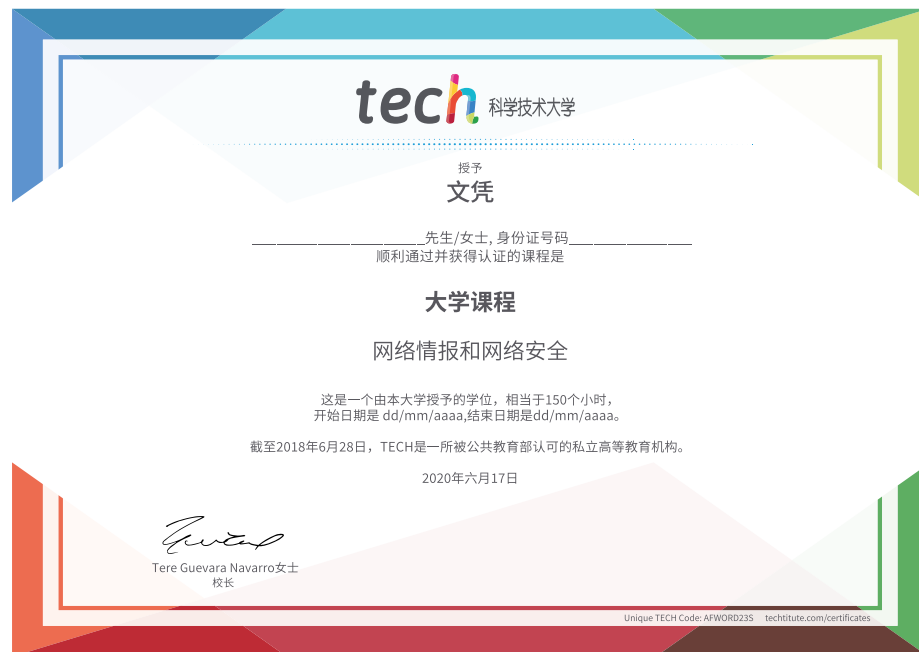 tech 科学技术大学
授予
文凭
______________________先生/女士, 身份证号码________________
顺利通过并获得认证的课程是
大学课程
网络情报和网络安全
这是一个由本大学授予的学位，相当于150个小时，
开始日期是 dd/mm/aaaa,结束日期是dd/mm/aaaa。
截至2018年6月28日，TECH是一所被公共教育部认可的私立高等教育机构。
2020年六月17日
Tere Guevara Navarro女士
校长
Unique TECH Code: AFWORD23S techtitute.com/certificates